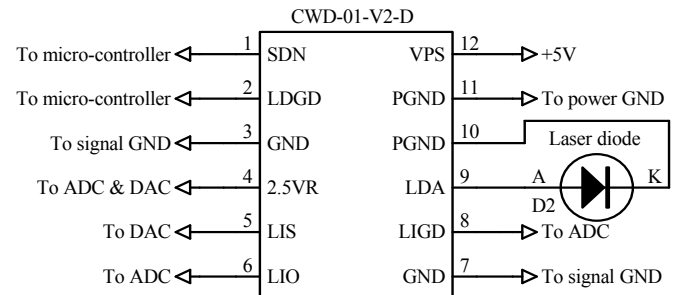 CWD-01-V2-D
To micro-controller 1 SDN VPS 12 +5V
To micro-controller 2 LDGD PGND 11 To power GND
To signal GND 3 GND PGND 10 Laser diode
To ADC & DAC 4 2.5VR LDA 9 A K
D2
To DAC 5 LIS LIGD 8 To ADC
To ADC 6 LIO GND 7 To signal GND